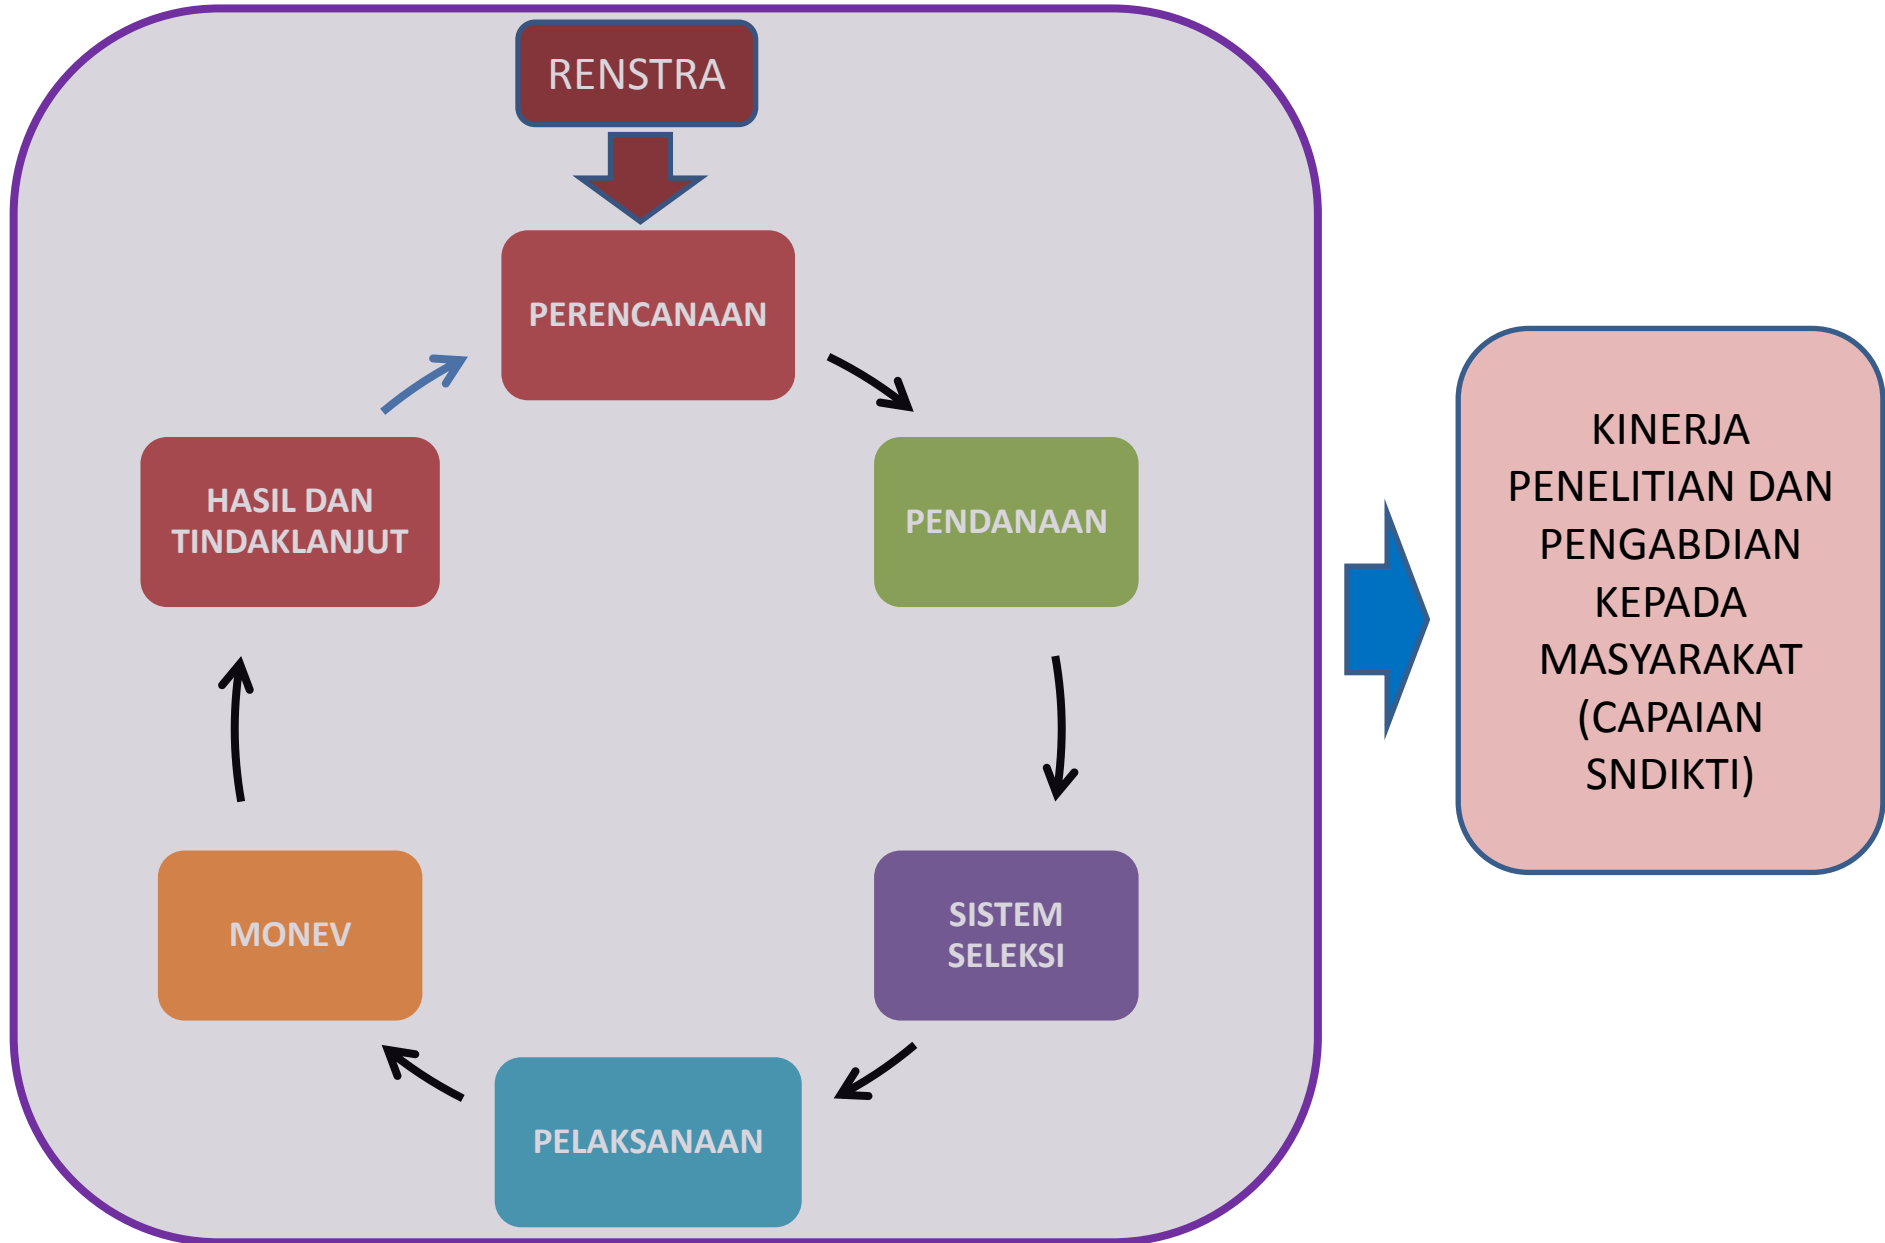 RENSTRA
PERENCANAAN
PENDANAAN
SISTEM
SELEKSI
PELAKSANAAN
MONEV
HASIL DAN
TINDAKLANJUT
KINERJA
PENELITIAN DAN
PENGABDIAN
KEPADA
MASYARAKAT
(CAPAIAN
SNDIKTI)